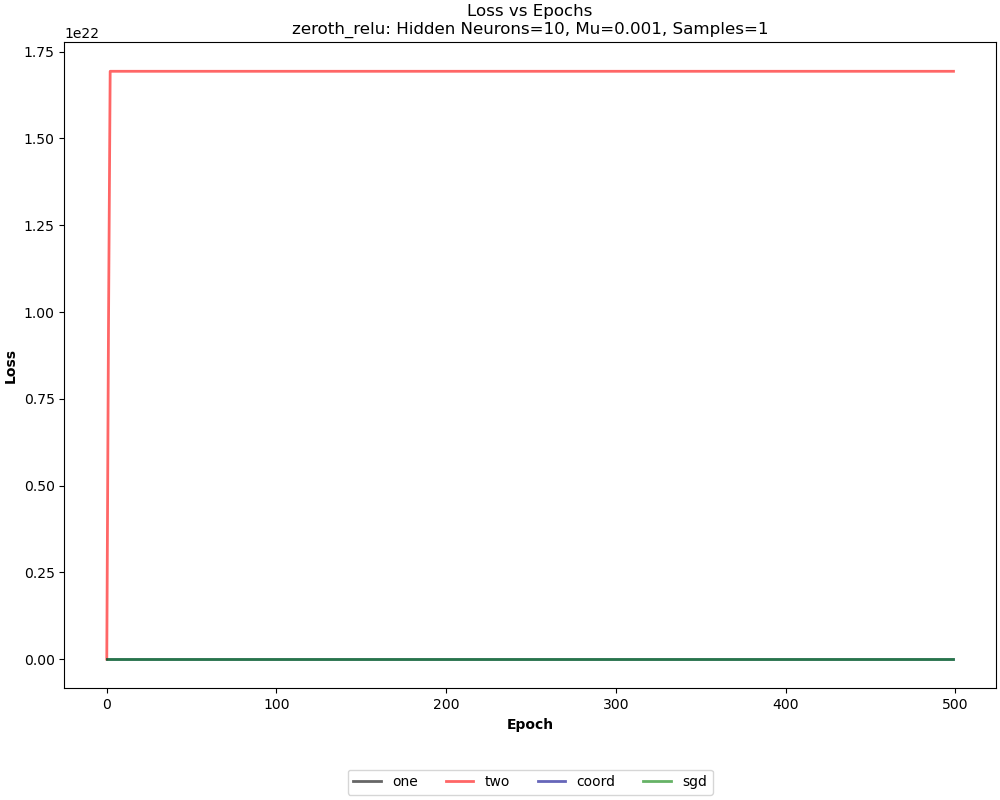 Loss vs Epochs
zeroth_relu: Hidden Neurons=10, Mu=0.001, Samples=1
1e22
1.75
1.50
1.25
1.00
0.75
0.50
0.25
0.00
Loss
0 100 200 300 400 500
Epoch
one two coord sgd